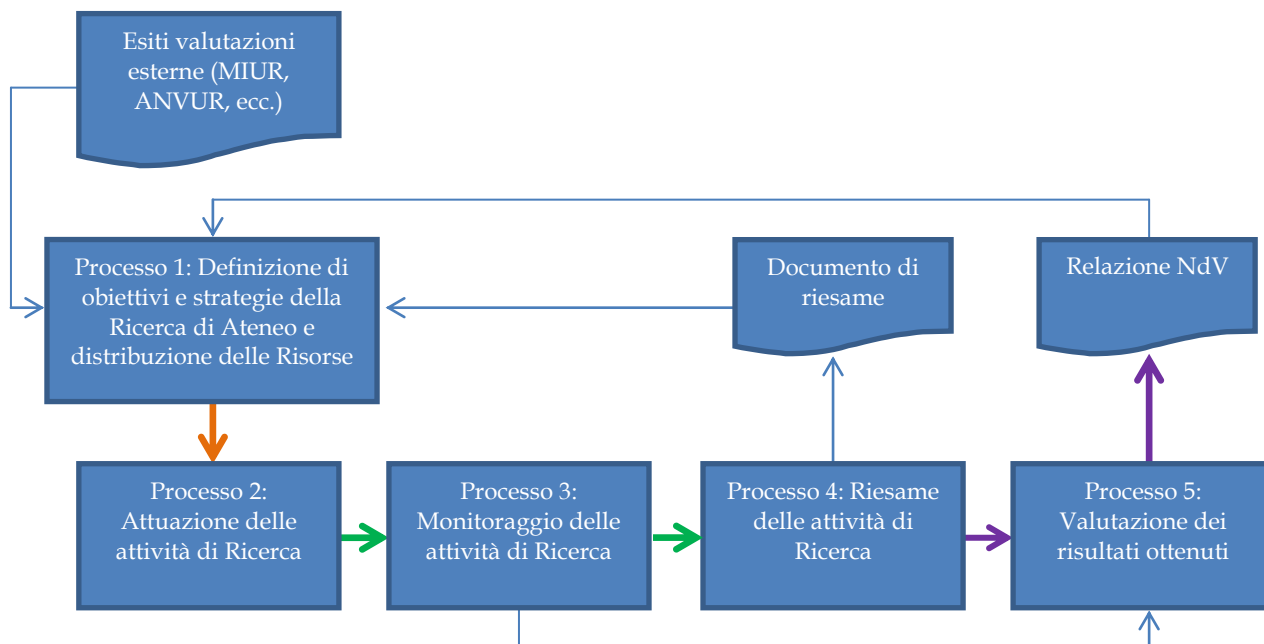 Esiti valutazioni
esterne (MIUR,
ANVUR, ecc.)
Processo 1: Definizione di
obiettivi e strategie della
Ricerca di Ateneo e
distribuzione delle Risorse
Documento di
riesame
Relazione NdV
Processo 2:
Attuazione delle
attività di Ricerca
Processo 3:
Monitoraggio delle
attività di Ricerca
Processo 4: Riesame
delle attività di
Ricerca
Processo 5:
Valutazione dei
risultati ottenuti